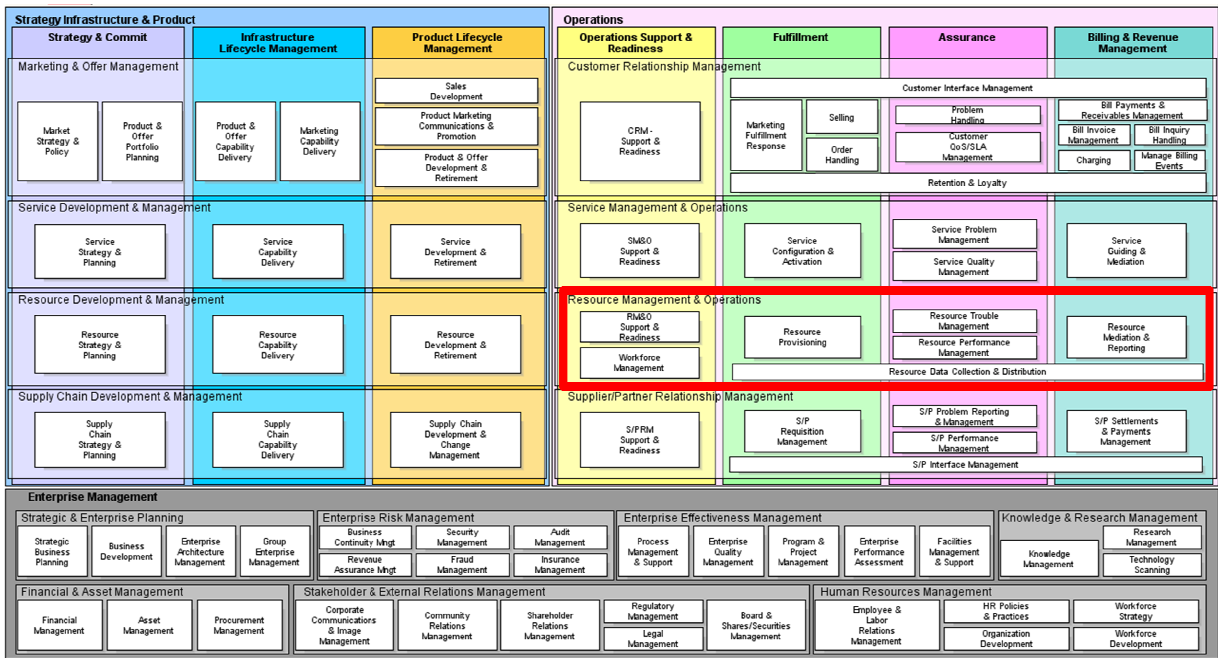 Strategy Infrastructure & Product
Operations
Strategy & Commit
Infrastructure
Lifecycle Management
Product Lifecycle
Management
Operations Support &
Readiness
Fulfillment
Assurance
Billing & Revenue
Management
Marketing & Offer Management
Market
Strategy &
Policy
Product &
Offer
Portfolio
Planning
Product &
Offer
Capability
Delivery
Marketing
Capability
Delivery
Sales
Development
Product Marketing
Communications &
Promotion
Product & Offer
Development &
Retirement
Customer Relationship Management
CRM -
Support &
Readiness
Customer Interface Management
Marketing
Fulfillment
Response
Selling
Order
Handling
Problem
Handling
Customer
QoS/SLA
Management
Bill Payments &
Receivables Management
Bill Invoice
Management
Bill Inquiry
Handling
Charging
Manage Billing
Events
Retention & Loyalty
Service Development & Management
Service
Strategy &
Planning
Service
Capability
Delivery
Service
Development &
Retirement
Service Management & Operations
SM&O
Support &
Readiness
Service
Configuration &
Activation
Service Problem
Management
Service Quality
Management
Service
Guiding &
Mediation
Resource Development & Management
Resource
Strategy &
Planning
Resource
Capability
Delivery
Resource
Development &
Retirement
Resource Management & Operations
RM&O
Support &
Readiness
Workforce
Management
Resource
Provisioning
Resource Trouble
Management
Resource Performance
Management
Resource
Mediation &
Reporting
Resource Data Collection & Distribution
Supply Chain Development & Management
Supply
Chain
Strategy &
Planning
Supply
Chain
Capability
Delivery
Supply Chain
Development &
Change
Management
Supplier/Partner Relationship Management
S/PRM
Support &
Readiness
S/P
Requisition
Management
S/P Problem Reporting
& Management
S/P Performance
Management
S/P Settlements
& Payments
Management
S/P Interface Management
Enterprise Management
Strategic & Enterprise Planning
Strategic
Business
Planning
Business
Development
Enterprise
Architecture
Management
Group
Enterprise
Management
Enterprise Risk Management
Business
Continuity Mngt
Security
Management
Audit
Management
Revenue
Assurance Mngt
Fraud
Management
Insurance
Management
Enterprise Effectiveness Management
Process
Management
& Support
Enterprise
Quality
Management
Program &
Project
Management
Enterprise
Performance
Assessment
Facilities
Management
& Support
Knowledge & Research Management
Knowledge
Management
Research
Management
Technology
Scanning
Financial & Asset Management
Financial
Management
Asset
Management
Procurement
Management
Stakeholder & External Relations Management
Corporate
Communications
& Image
Management
Community
Relations
Management
Shareholder
Relations
Management
Regulatory
Management
Legal
Management
Board &
Shares/Securities
Management
Human Resources Management
Employee &
Labor
Relations
Management
HR Policies
& Practices
Organization
Development
Workforce
Strategy
Workforce
Development